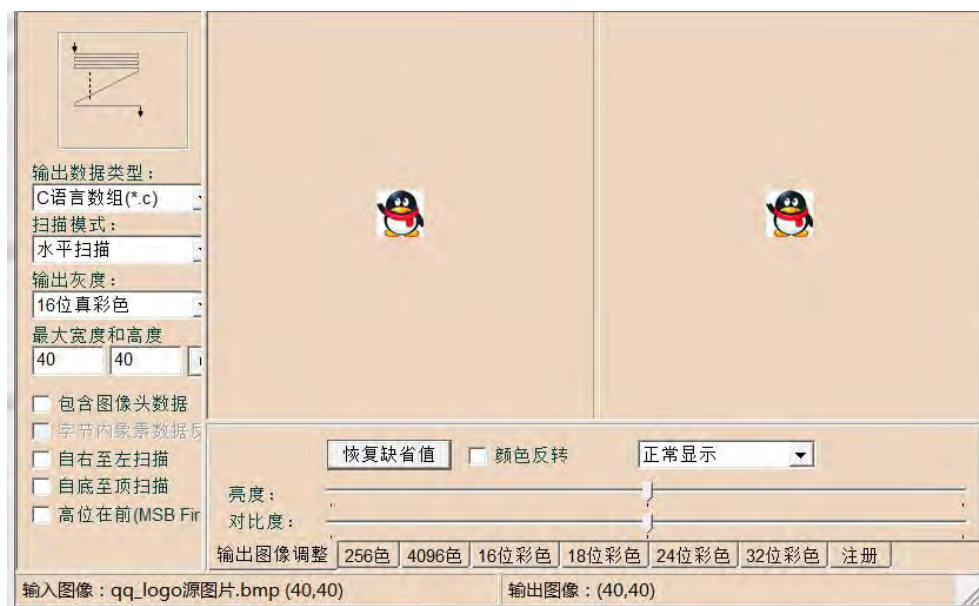 输出数据类型：
C语言数组(*.c)
扫描模式：
水平扫描
输出灰度：
16位真彩色
最大宽度和高度
40 40
包含图像头数据
字节内象素数据反
自右至左扫描
自底至顶扫描
高位在前(MSB Fir
恢复缺省值 颜色反转 正常显示
亮度：
对比度：
输出图像调整 256色 4096色 16位彩色 18位彩色 24位彩色 32位彩色 注册
输入图像：qq_logo源图片.bmp (40,40) 输出图像：(40,40)